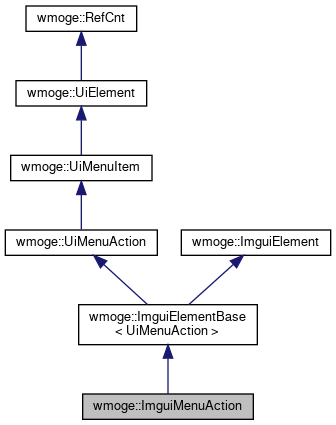 wmoge::RefCnt
wmoge::UiElement
wmoge::UiMenuItem
wmoge::UiMenuAction
wmoge::ImguiElement
wmoge::ImguiElementBase
< UiMenuAction >
wmoge::ImguiMenuAction